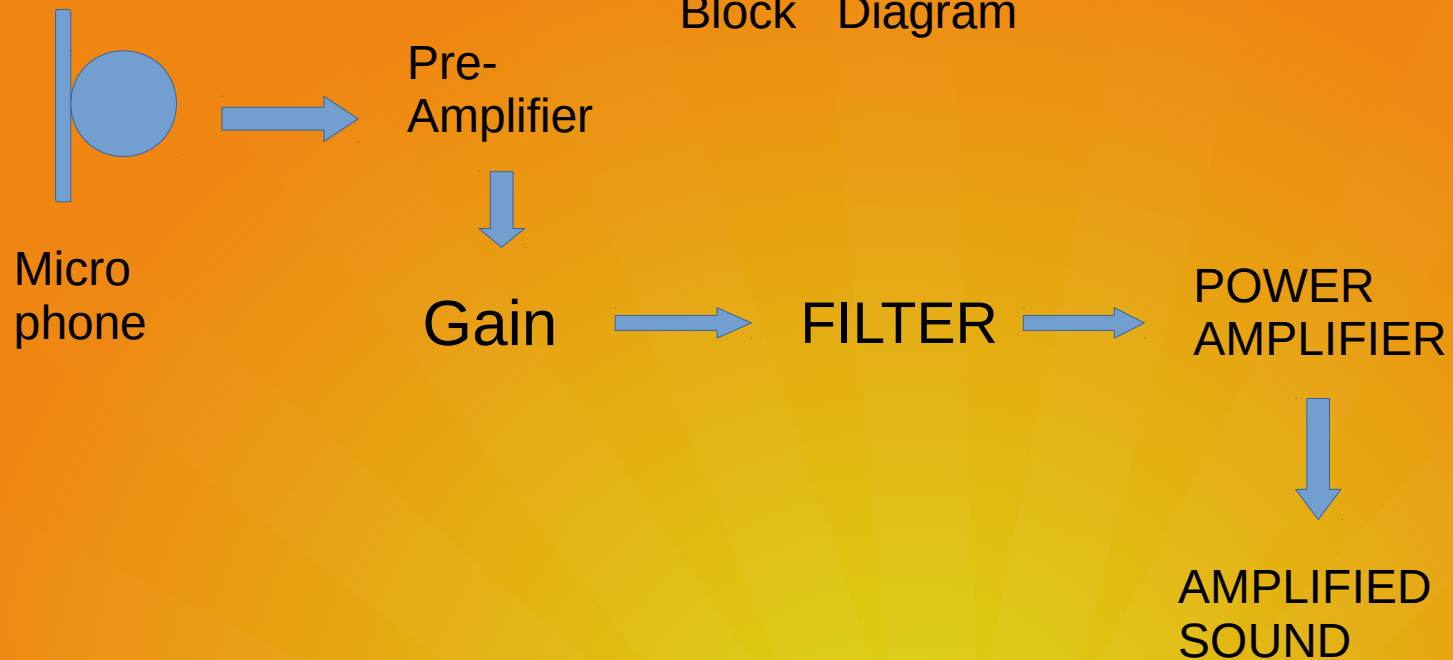 Block Diagram
Pre-
Amplifier
Micro
phone
Gain
FILTER
POWER
AMPLIFIER
AMPLIFIED
SOUND